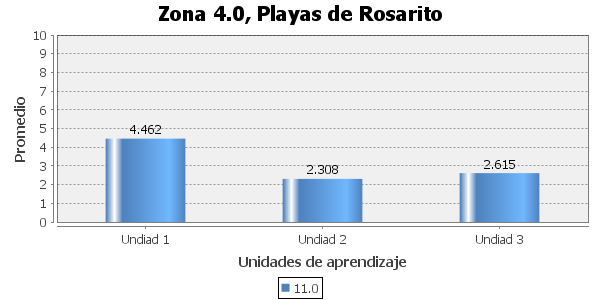 Zona 4.0, Playas de Rosarito
Promedio
10
9
8
7
6
5
4
3
2
1
0
4.462
2.308
2.615
Undiad 1
Undiad 2
Undiad 3
Unidades de aprendizaje
11.0